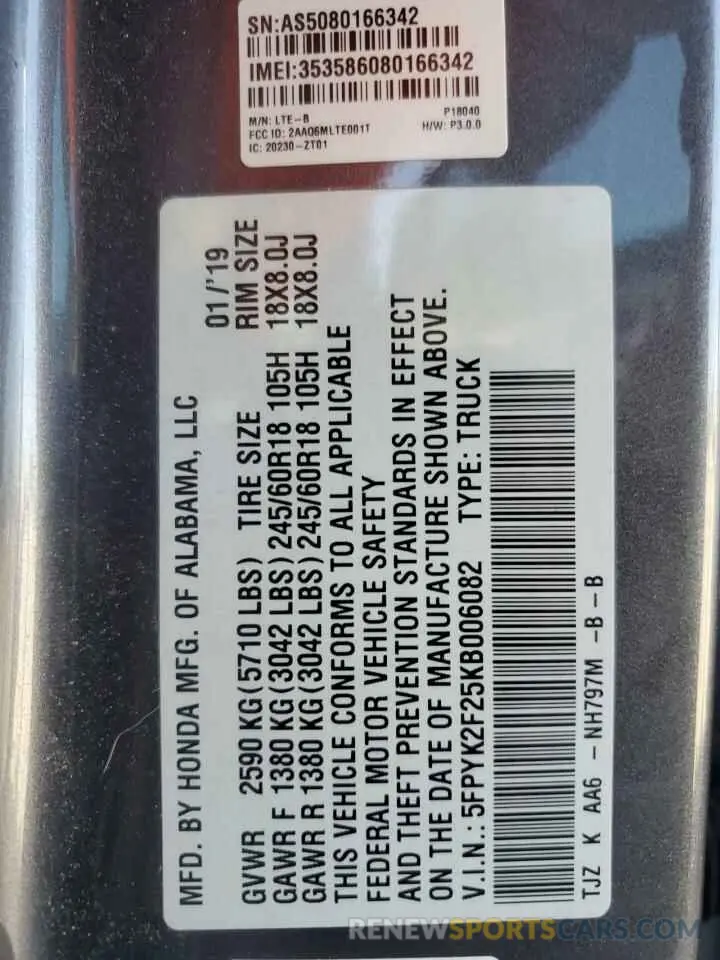 SN:AS5080166342
IMEI:353586080166342
M/N: LTE-B P18040
FCC ID: 2AAO6MLTE001T H/W: P3.0.0
IC: 20230-ZT01
MFD. BY HONDA MFG. OF ALABAMA, LLC 01/'19
GVWR 2590 KG(5710 LBS) TIRE SIZE RIM SIZE
GAWR F 1380 KG(3042 LBS) 245/60R18 105H 18X8.0J
GAWR R 1380 KG(3042 LBS) 245/60R18 105H 18X8.0J
THIS VEHICLE CONFORMS TO ALL APPLICABLE
FEDERAL MOTOR VEHICLE SAFETY
AND THEFT PREVENTION STANDARDS IN EFFECT
ON THE DATE OF MANUFACTURE SHOWN ABOVE.
V.I.N.: 5FPYK2F25KB006082 TYPE: TRUCK
TJZ K AA6 - NH797M -B-B
RENEWSPORTSCARS.COM